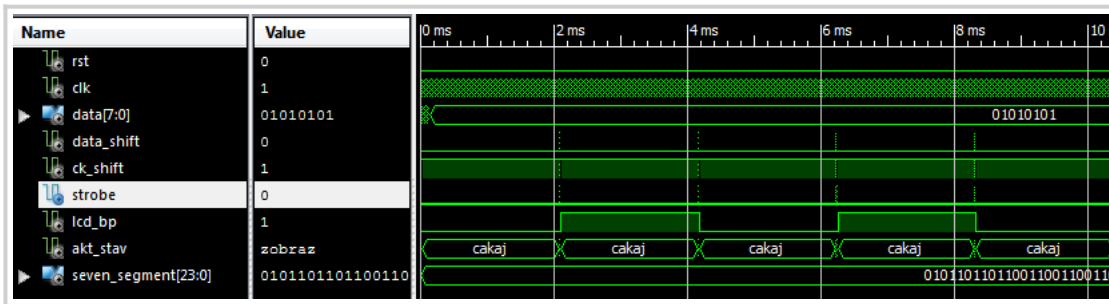 Name Value 0 ms 2 ms 4 ms 6 ms 8 ms 10
rst 0
clk 1
data[7:0] 01010101 01010101
data_shift 0
ck_shift 1
strobe 0
lcd_bp 1
akt_stav zobraz cakaj cakaj cakaj cakaj cakaj
seven_segment[23:0] 0101101101100110 010110110110011001100110011